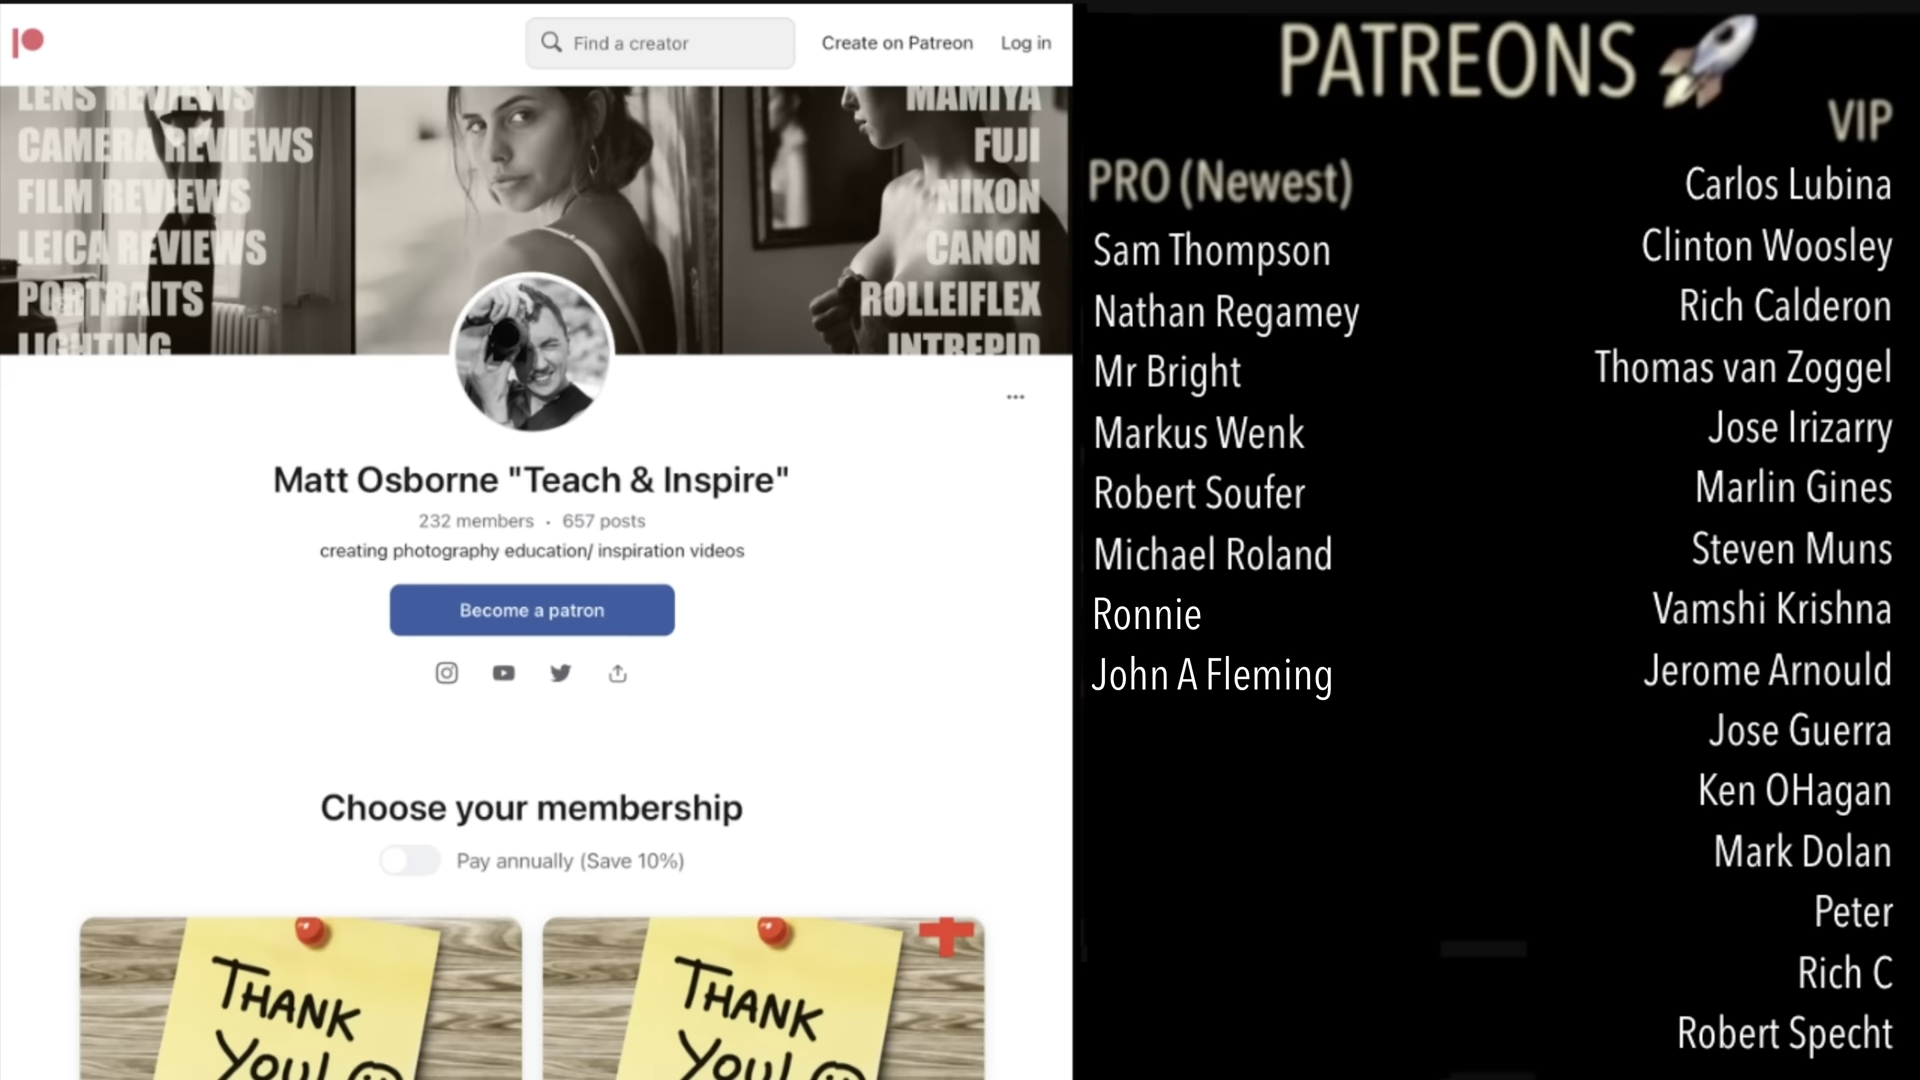 Find a creator
Create on Patreon
Log in
LENS REVIEWS
CAMERA REVIEWS
FILM REVIEWS
LEICA REVIEWS
PORTRAITS
LIGHTING
MAMIYA
FUJI
NIKON
CANON
ROLLEIFLEX
INTREPID
Matt Osborne "Teach & Inspire"
232 members · 657 posts
creating photography education/ inspiration videos
Become a patron
Choose your membership
Pay annually (Save 10%)
THANK
YOU!
THANK
YOU!
PATREONS
PRO (Newest)
Sam Thompson
Nathan Regamey
Mr Bright
Markus Wenk
Robert Soufer
Michael Roland
Ronnie
John A Fleming
VIP
Carlos Lubina
Clinton Woosley
Rich Calderon
Thomas van Zoggel
Jose Irizarry
Marlin Gines
Steven Muns
Vamshi Krishna
Jerome Arnould
Jose Guerra
Ken OHagan
Mark Dolan
Peter
Rich C
Robert Specht